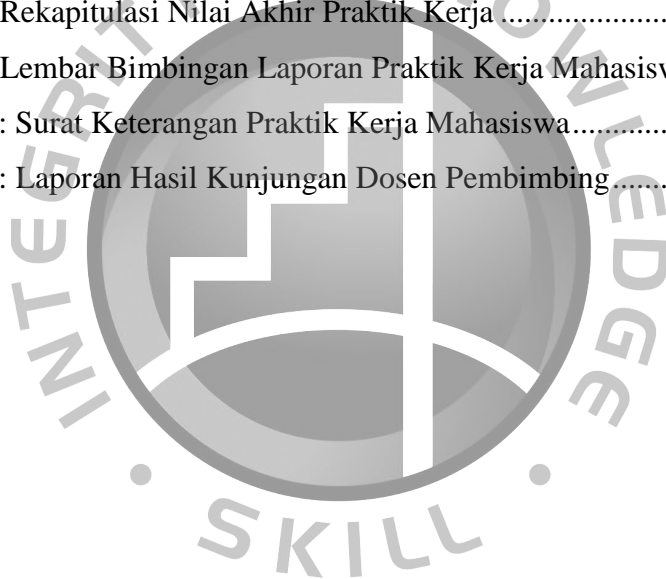 Rekapitulasi Nilai Akhir Praktik Kerja .....................
Lembar Bimbingan Laporan Praktik Kerja
: Surat Keterangan Praktik Kerja Mahasiswa............
: Laporan Hasil Kunjungan Dosen Pembimbing.......
SKILL